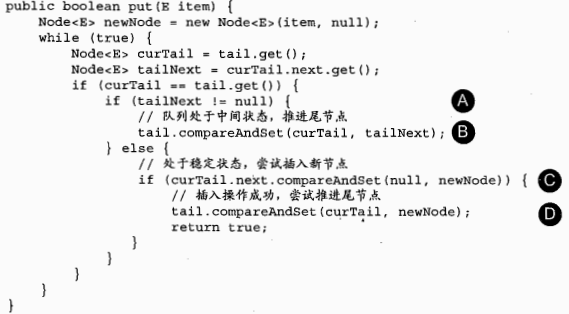 public boolean put(E item) {
    Node<E> newNode = new Node<E>(item, null);
    while (true) {
        Node<E> curTail = tail.get();
        Node<E> tailNext = curTail.next.get();
        if (curTail == tail.get()) {
            if (tailNext != null) { A
                // 队列处于中间状态，推进尾节点
                tail.compareAndSet(curTail, tailNext); B
            } else {
                // 处于稳定状态，尝试插入新节点
                if (curTail.next.compareAndSet(null, newNode)) { C
                    // 插入操作成功，尝试推进尾节点
                    tail.compareAndSet(curTail, newNode); D
                    return true;
                }
            }
        }
    }
}